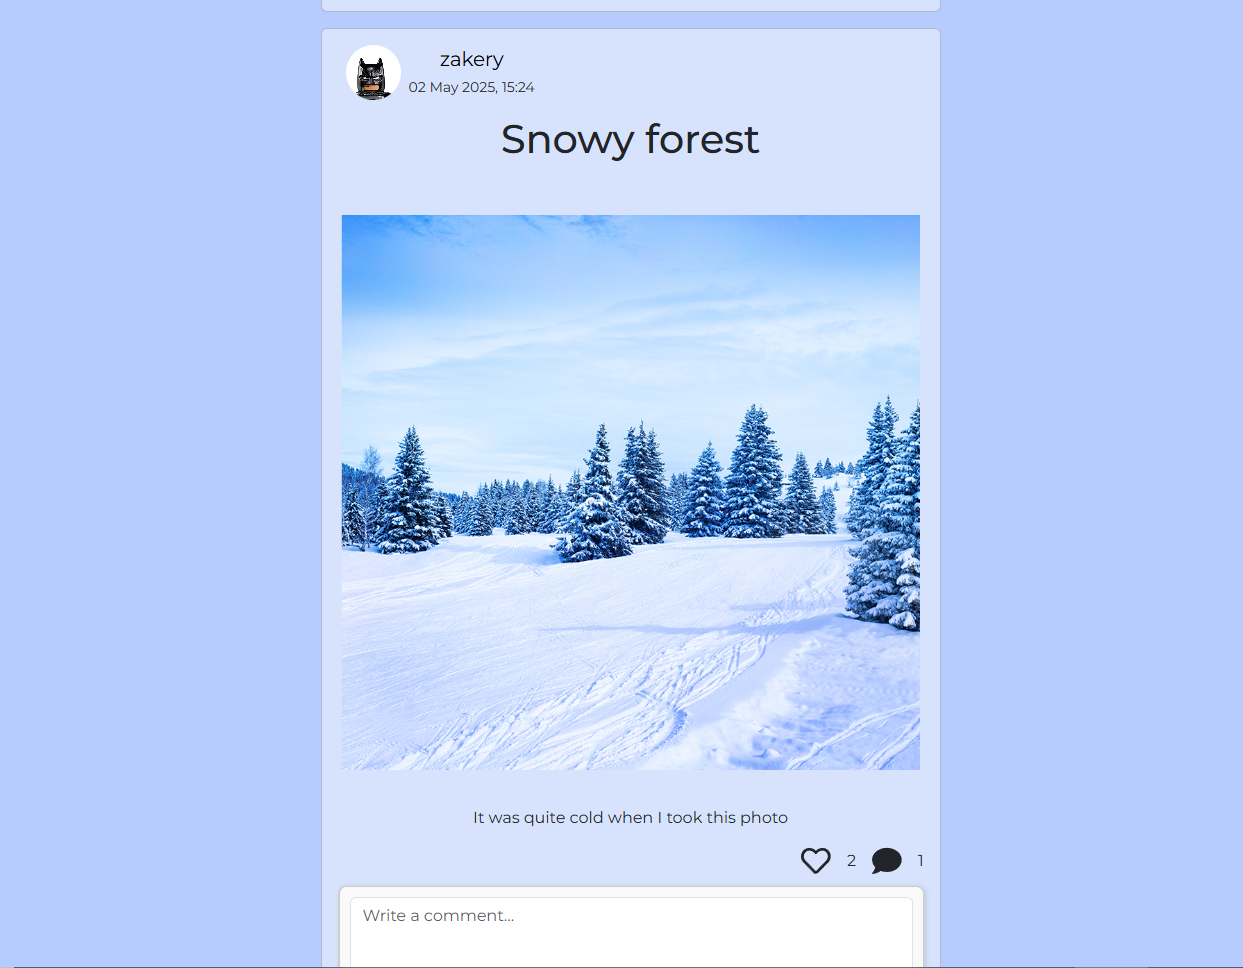 zakery
02 May 2025, 15:24
Snowy forest
It was quite cold when I took this photo
2 1
Write a comment...